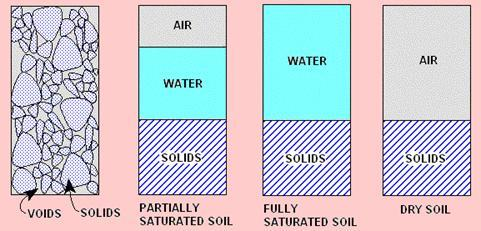 AIR
WATER
SOLIDS
WATER
SOLIDS
AIR
SOLIDS
VOIDS
SOLIDS
PARTIALLY
SATURATED SOIL
FULLY
SATURATED SOIL
DRY SOIL